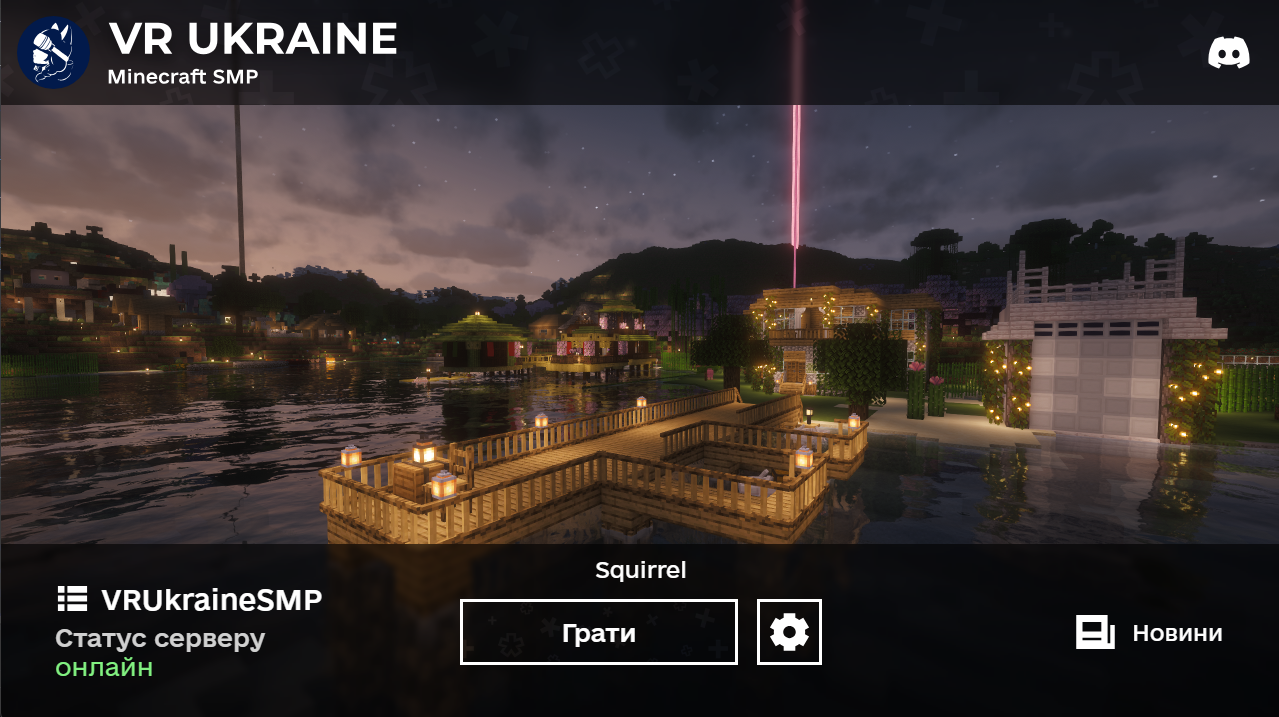 VR UKRAINE
Minecraft SMP
Squirrel
VRUkraineSMP
Статус серверу
онлайн
Грати
Новини